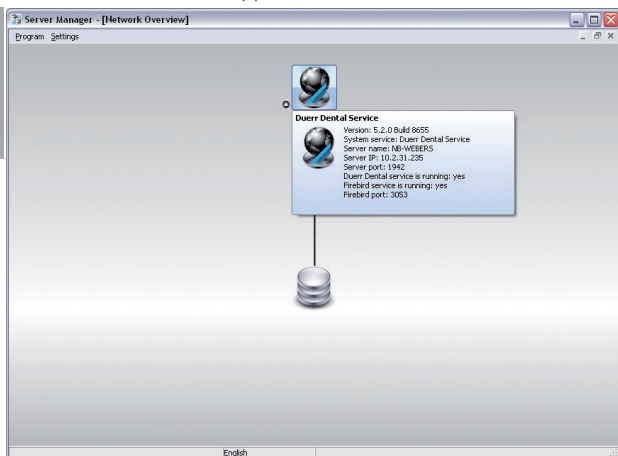 Server Manager - [Network Overview]
Program Settings
Duerr Dental Service
Version: 5.2.0 Build 8655
System service: Duerr Dental Service
Server name: NB-WEBERS
Server IP: 10.2.31.235
Server port: 1942
Duerr Dental service is running: yes
Firebird service is running: yes
Firebird port: 3053
English